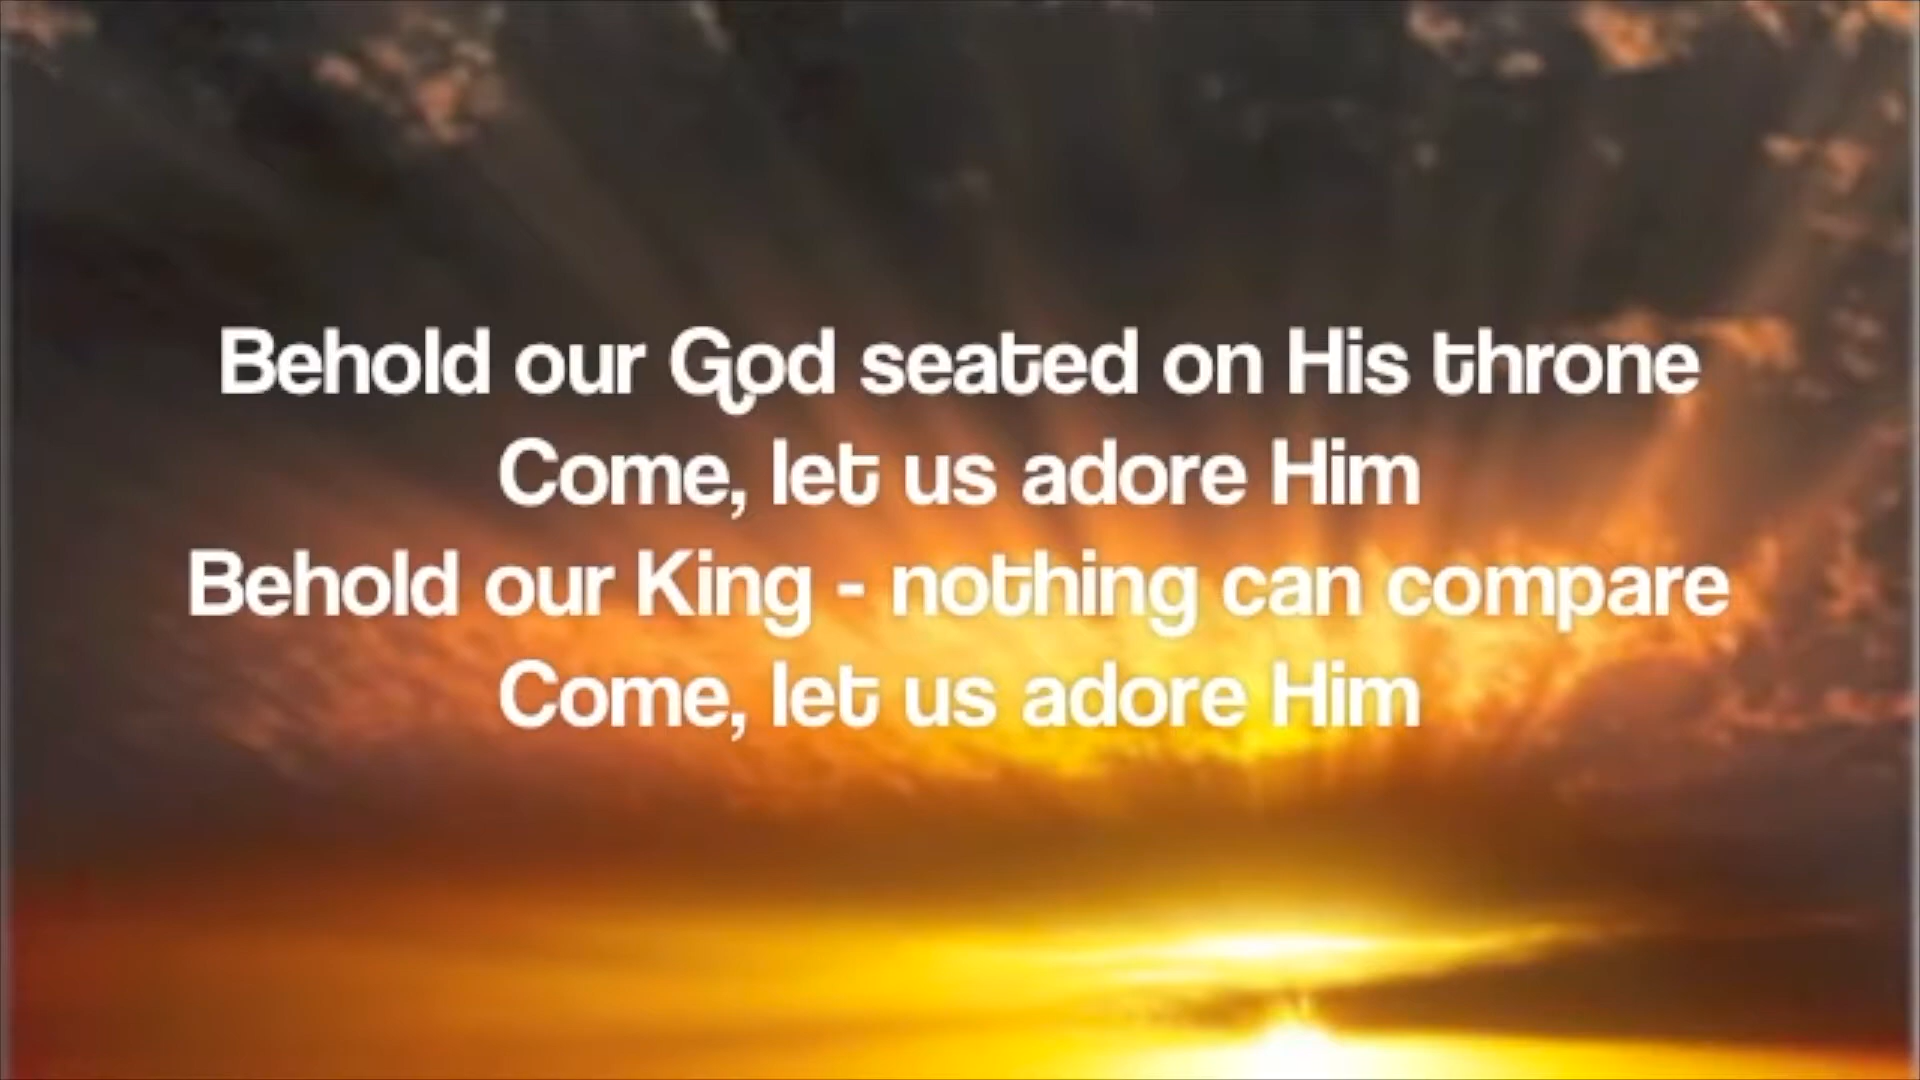 Behold our God seated on His throne
Come, let us adore Him
Behold our King - nothing can compare
Come, let us adore Him